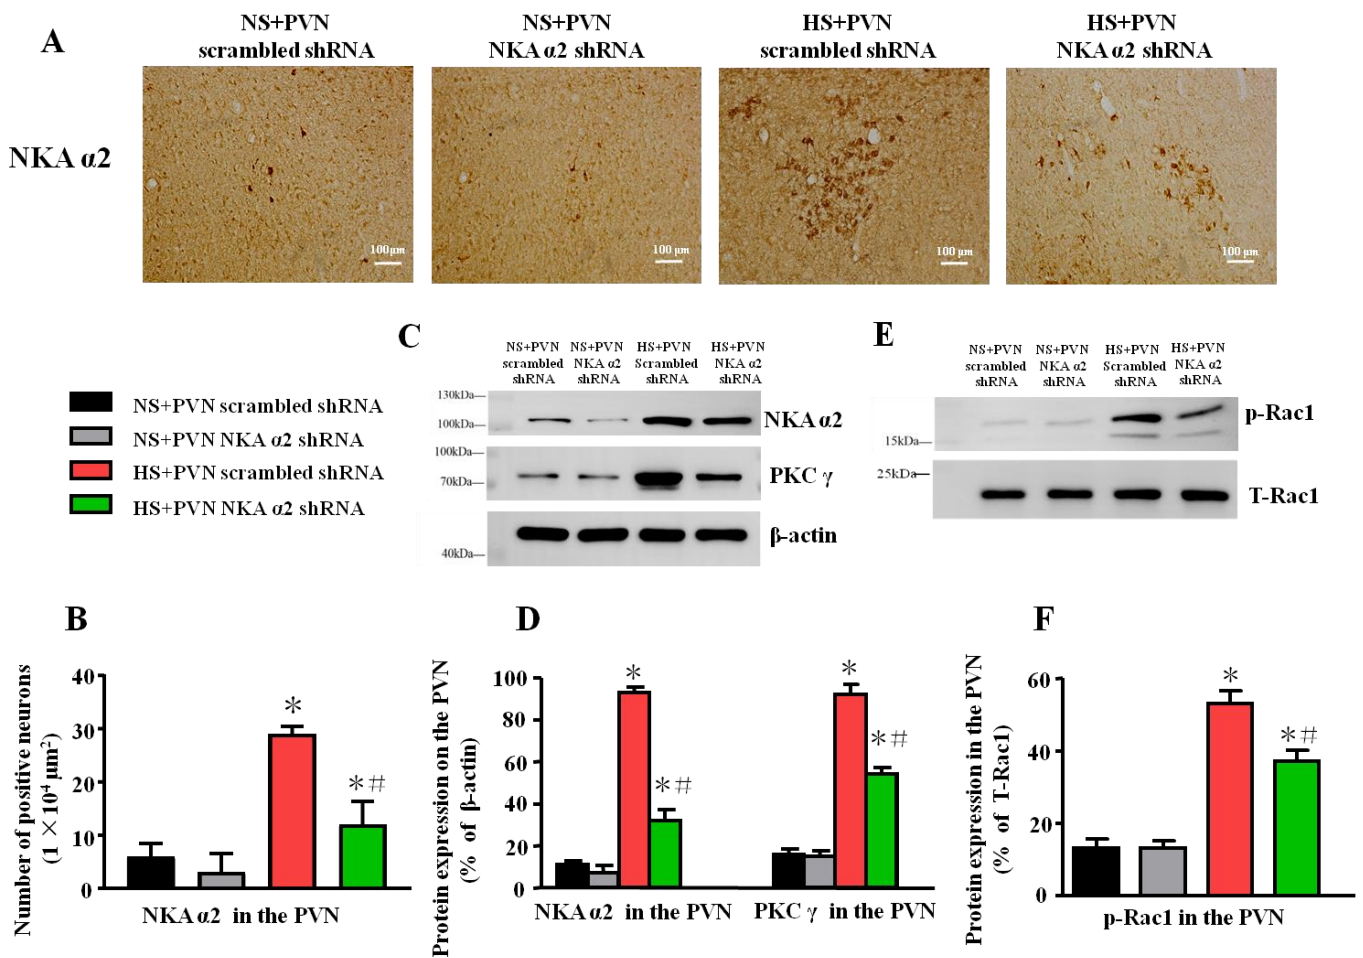 A
NS+PVN
scrambled shRNA
NS+PVN
NKA α2 shRNA
HS+PVN
scrambled shRNA
HS+PVN
NKA α2 shRNA
NKA α2
100 μm
100 μm
100 μm
100 μm
C
NS+PVN
scrambled
shRNA
NS+PVN
NKA α2
shRNA
HS+PVN
Scrambled
shRNA
HS+PVN
NKA α2
shRNA
130kDa
100kDa
NKA α2
100kDa
70kDa
PKC γ
β-actin
40kDa
E
NS+PVN
scrambled
shRNA
NS+PVN
NKA α2
shRNA
HS+PVN
Scrambled
shRNA
HS+PVN
NKA α2
shRNA
p-Rac1
15kDa
25kDa
T-Rac1
NS+PVN scrambled shRNA
NS+PVN NKA α2 shRNA
HS+PVN scrambled shRNA
HS+PVN NKA α2 shRNA
B
Number of positive neurons
(1 × 10⁴ μm²)
40
30
20
10
0
*
*#
NKA α2 in the PVN
D
Protein expression on the PVN
(% of β-actin)
100
80
60
40
20
0
*
*#
*
*#
NKA α2 in the PVN
PKC γ in the PVN
F
Protein expression in the PVN
(% of T-Rac1)
60
40
20
0
*
*#
p-Rac1 in the PVN